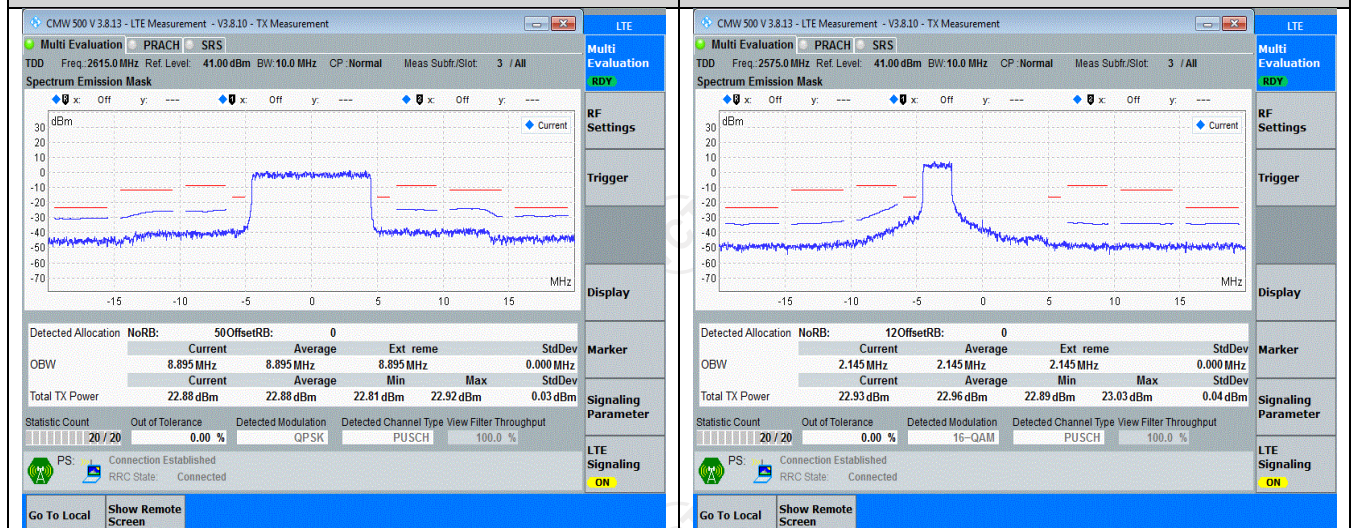 CMW 500 V 3.8.13 - LTE Measurement - V3.8.10 - TX Measurement
LTE
Multi Evaluation PRACH SRS
Multi Evaluation
RDY
TDD Freq.:2615.0 MHz Ref. Level: 41.00 dBm BW:10.0 MHz CP :Normal Meas Subfr./Slot: 3 / All
Spectrum Emission Mask
x: Off y: --- x: Off y: --- x: Off y: ---
RF Settings
dBm
Current
30
20
10
0
-10
-20
-30
-40
-50
-60
-70
MHz
-15 -10 -5 0 5 10 15
Trigger
Display
Detected Allocation NoRB: 50 OffsetRB: 0
Current Average Ext reme StdDev
OBW 8.895 MHz 8.895 MHz 8.895 MHz 0.000 MHz
Current Average Min Max StdDev
Total TX Power 22.88 dBm 22.88 dBm 22.81 dBm 22.92 dBm 0.03 dBm
Marker
Signaling Parameter
Statistic Count Out of Tolerance Detected Modulation Detected Channel Type View Filter Throughput
20 / 20 0.00 % QPSK PUSCH 100.0 %
PS: Connection Established
RRC State: Connected
LTE Signaling
ON
Go To Local Show Remote Screen
CMW 500 V 3.8.13 - LTE Measurement - V3.8.10 - TX Measurement
LTE
Multi Evaluation PRACH SRS
Multi Evaluation
RDY
TDD Freq.:2575.0 MHz Ref. Level: 41.00 dBm BW:10.0 MHz CP :Normal Meas Subfr./Slot: 3 / All
Spectrum Emission Mask
x: Off y: --- x: Off y: --- x: Off y: ---
RF Settings
dBm
Current
30
20
10
0
-10
-20
-30
-40
-50
-60
-70
MHz
-15 -10 -5 0 5 10 15
Trigger
Display
Detected Allocation NoRB: 12 OffsetRB: 0
Current Average Ext reme StdDev
OBW 2.145 MHz 2.145 MHz 2.145 MHz 0.000 MHz
Current Average Min Max StdDev
Total TX Power 22.93 dBm 22.96 dBm 22.89 dBm 23.03 dBm 0.04 dBm
Marker
Signaling Parameter
Statistic Count Out of Tolerance Detected Modulation Detected Channel Type View Filter Throughput
20 / 20 0.00 % 16-QAM PUSCH 100.0 %
PS: Connection Established
RRC State: Connected
LTE Signaling
ON
Go To Local Show Remote Screen